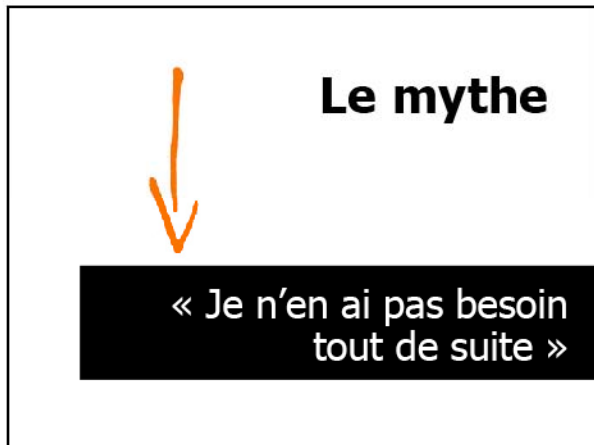 Le mythe
« Je n’en ai pas besoin
tout de suite »